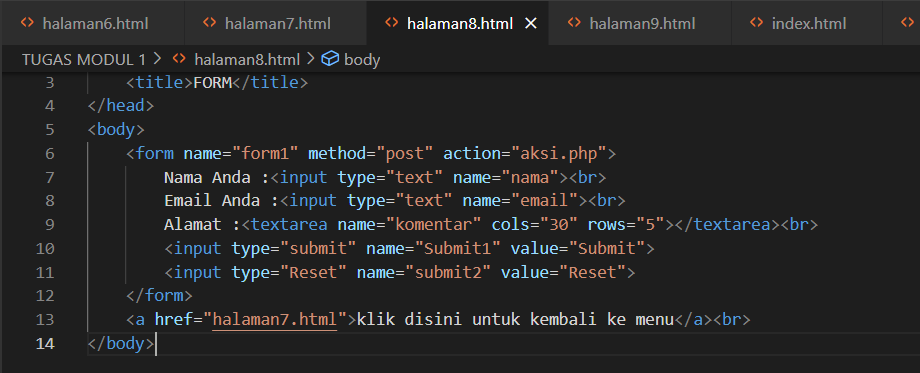 halaman6.html halaman7.html halaman8.html halaman9.html index.html
TUGAS MODUL 1 > halaman8.html > body
3 <title>FORM</title>
4 </head>
5 <body>
6 <form name="form1" method="post" action="aksi.php">
7 Nama Anda :<input type="text" name="nama"><br>
8 Email Anda :<input type="text" name="email"><br>
9 Alamat :<textarea name="komentar" cols="30" rows="5"></textarea><br>
10 <input type="submit" name="Submit1" value="Submit">
11 <input type="Reset" name="submit2" value="Reset">
12 </form>
13 <a href="halaman7.html">klik disini untuk kembali ke menu</a><br>
14 </body>